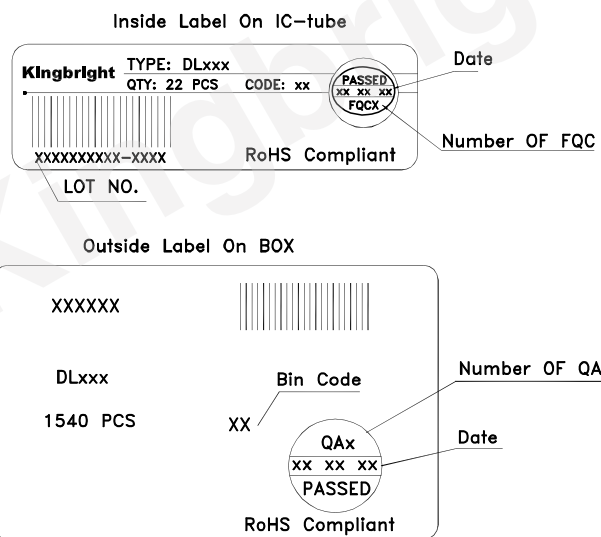 Inside Label On IC-tube
Kingbright
TYPE: DLxxx
QTY: 22 PCS CODE: xx
PASSED
xx xx xx
FQCX
Date
Number OF FQC
XXXXXXXXXX-XXXX
RoHS Compliant
LOT NO.
Outside Label On BOX
XXXXXX
DLxxx
Bin Code
Number OF QA
1540 PCS
XX
QAx
Date
XX XX XX
PASSED
RoHS Compliant
Kingbright